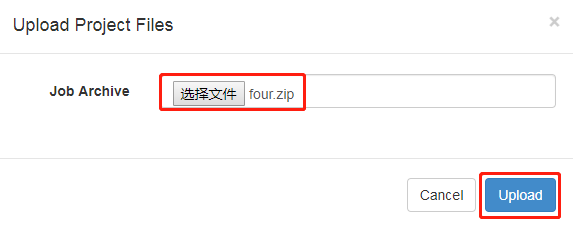 Upload Project Files ×
Job Archive 选择文件 four.zip
Cancel Upload